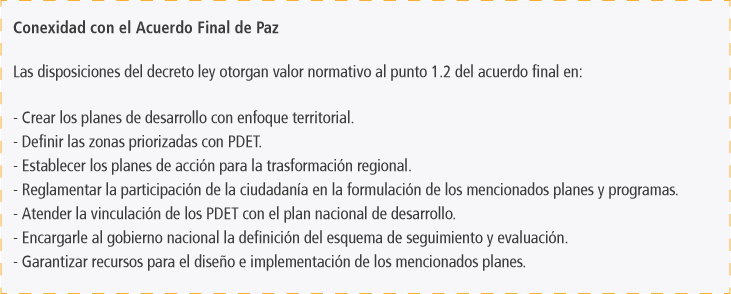 Conexidad con el Acuerdo Final de Paz
Las disposiciones del decreto ley otorgan valor normativo al punto 1.2 del acuerdo final en:
- Crear los planes de desarrollo con enfoque territorial.
- Definir las zonas priorizadas con PDET.
- Establecer los planes de acción para la trasformación regional.
- Reglamentar la participación de la ciudadanía en la formulación de los mencionados planes y programas.
- Atender la vinculación de los PDET con el plan nacional de desarrollo.
- Encargarle al gobierno nacional la definición del esquema de seguimiento y evaluación.
- Garantizar recursos para el diseño e implementación de los mencionados planes.